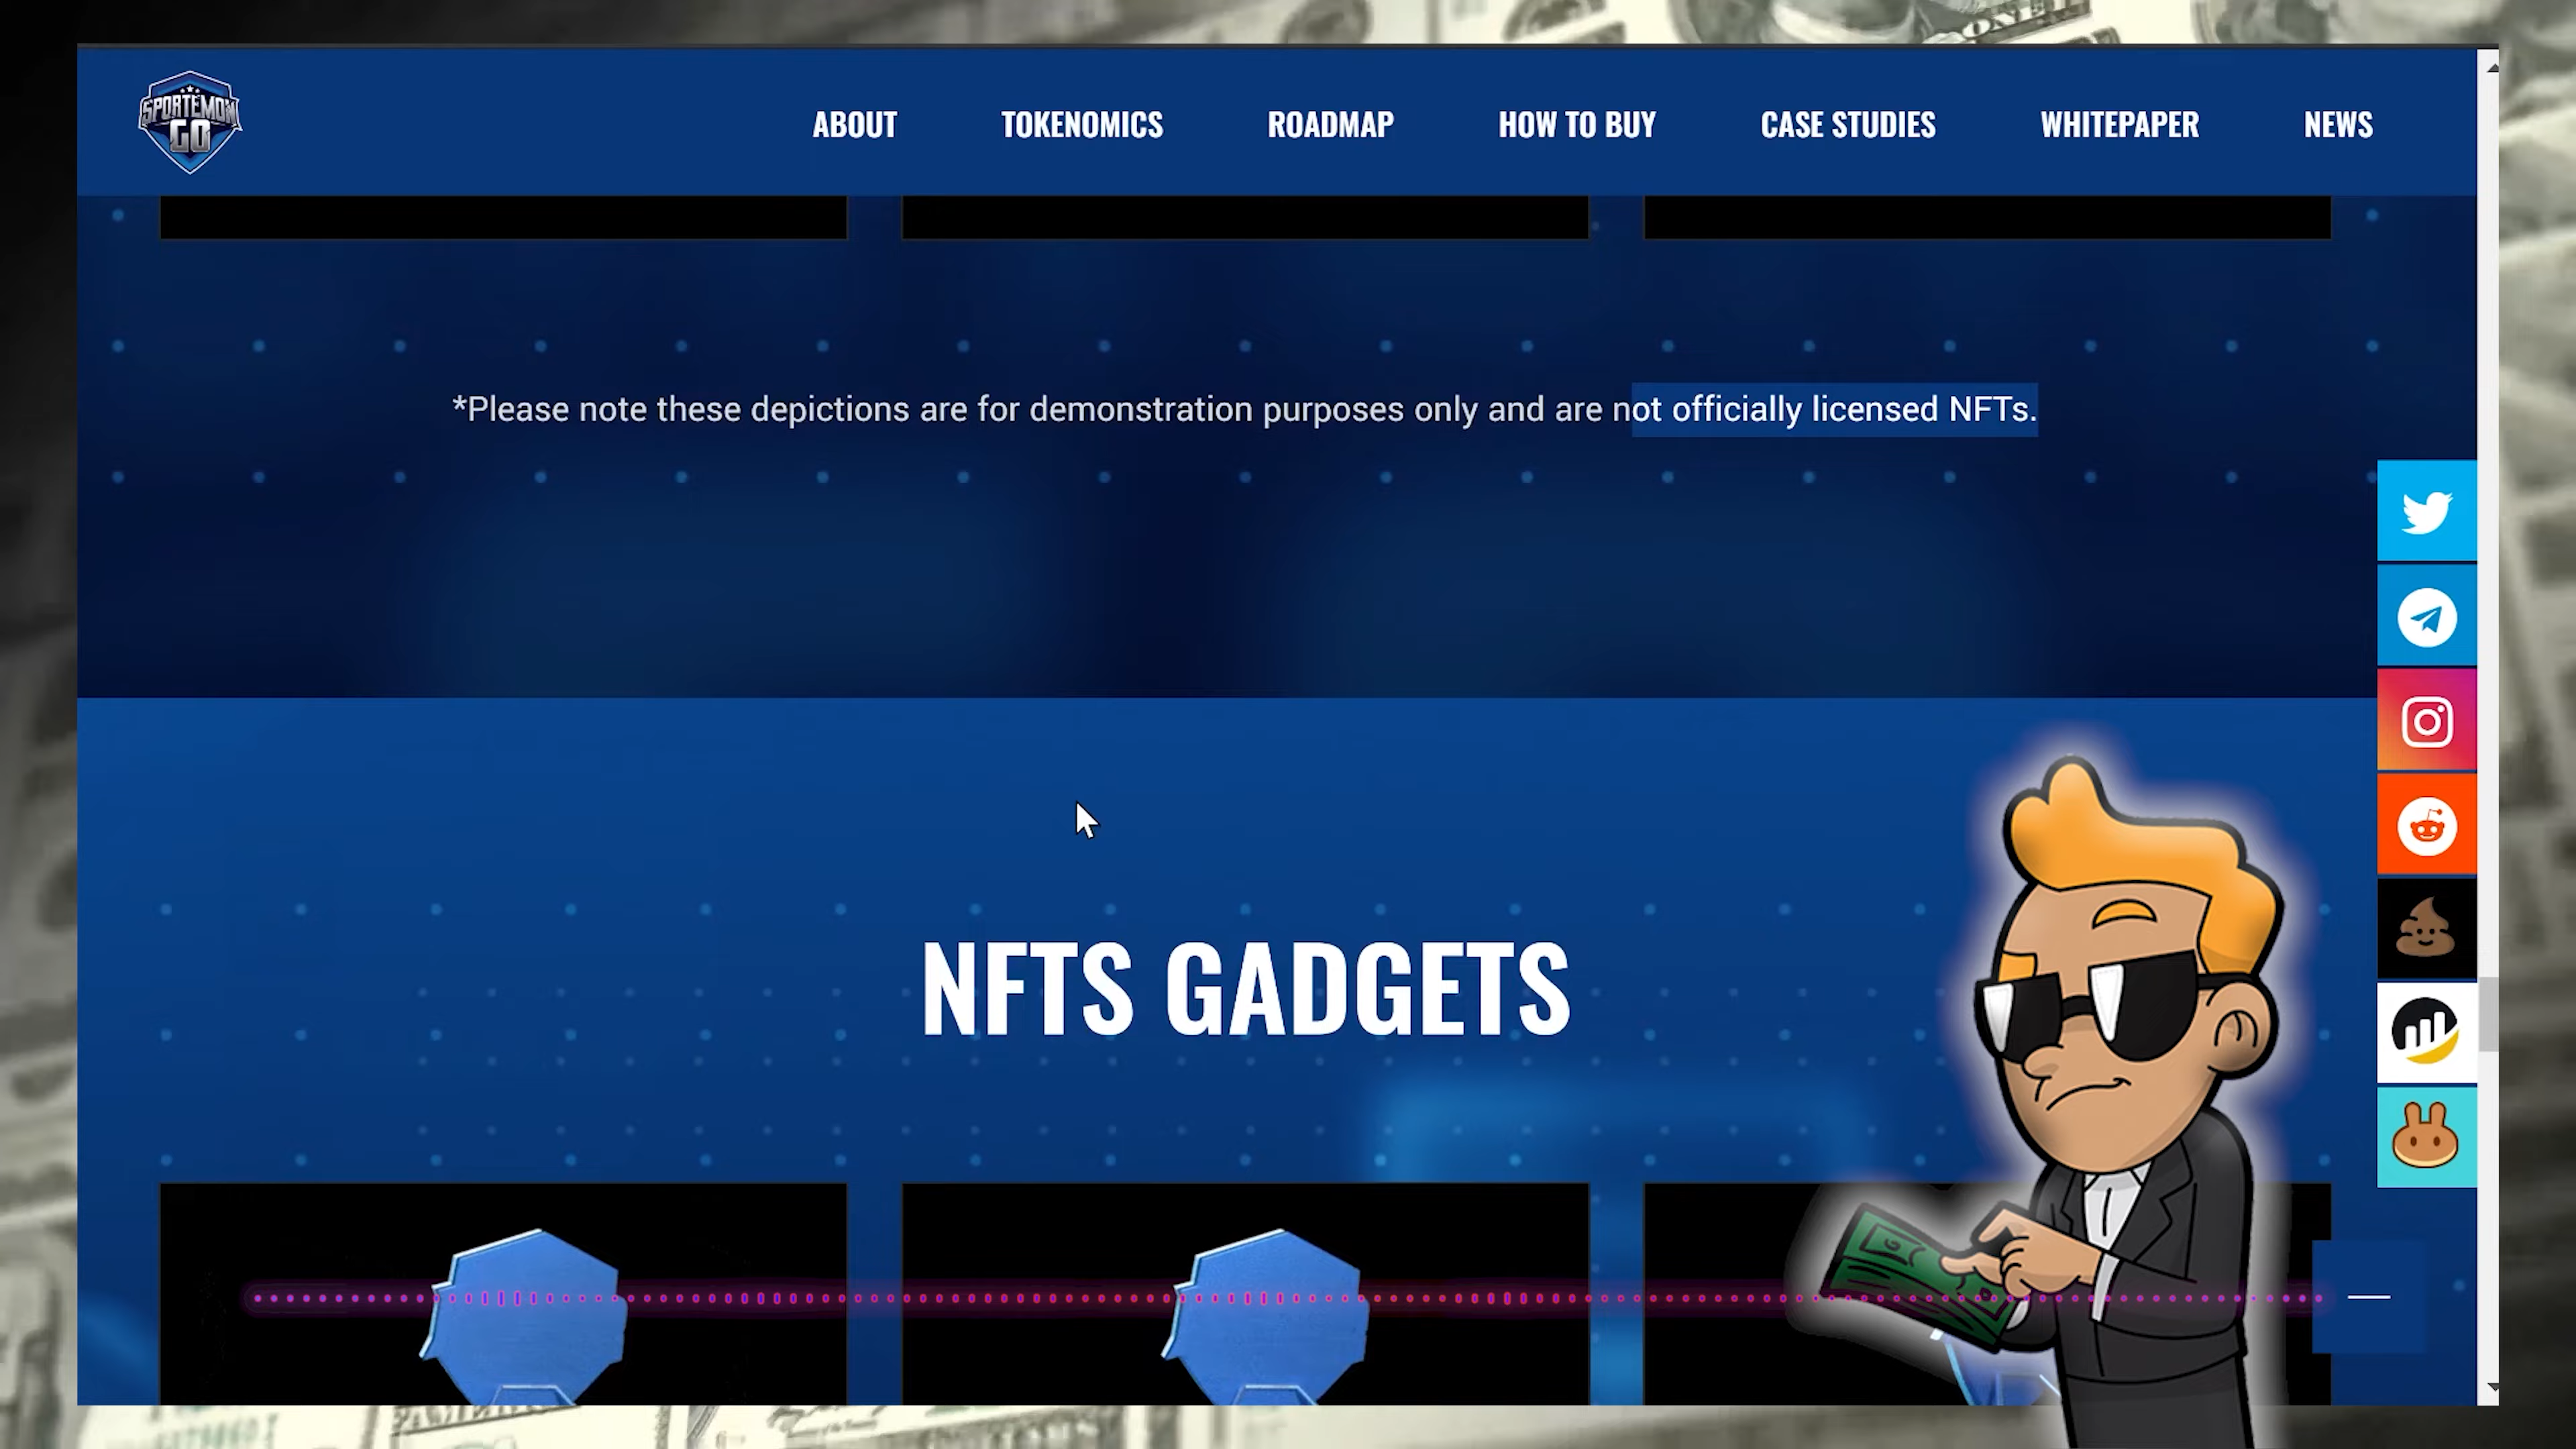 SPORTEMON
GO
ABOUT
TOKENOMICS
ROADMAP
HOW TO BUY
CASE STUDIES
WHITEPAPER
NEWS
*Please note these depictions are for demonstration purposes only and are not officially licensed NFTs.
NFTS GADGETS